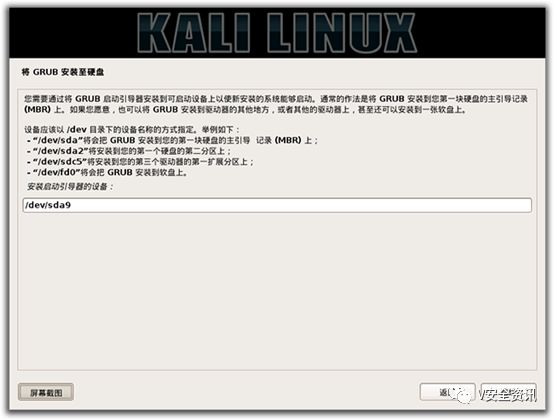 KALI LINUX
将 GRUB 安装至硬盘
您需要通过将 GRUB 启动引导器安装到可启动设备上以使新安装的系统能够启动。通常的作法是将 GRUB 安装到您第一块硬盘的主引导记录
(MBR) 上。如果您愿意，也可以将 GRUB 安装到驱动器的其他地方，或者其他的驱动器上，甚至还可以安装到一张软盘上。
设备应该以 /dev 目录下的设备名称的方式指定。举例如下：
- “/dev/sda”将会把 GRUB 安装到您的第一块硬盘的主引导 记录 (MBR) 上；
- “/dev/sda2”将安装到您的第一个硬盘的第二分区上；
- “/dev/sdc5”将安装到您的第三个驱动器的第一扩展分区上；
- “/dev/fd0”将会把 GRUB 安装到软盘上。
安装启动引导器的设备：
/dev/sda9
屏幕截图
V安全资讯